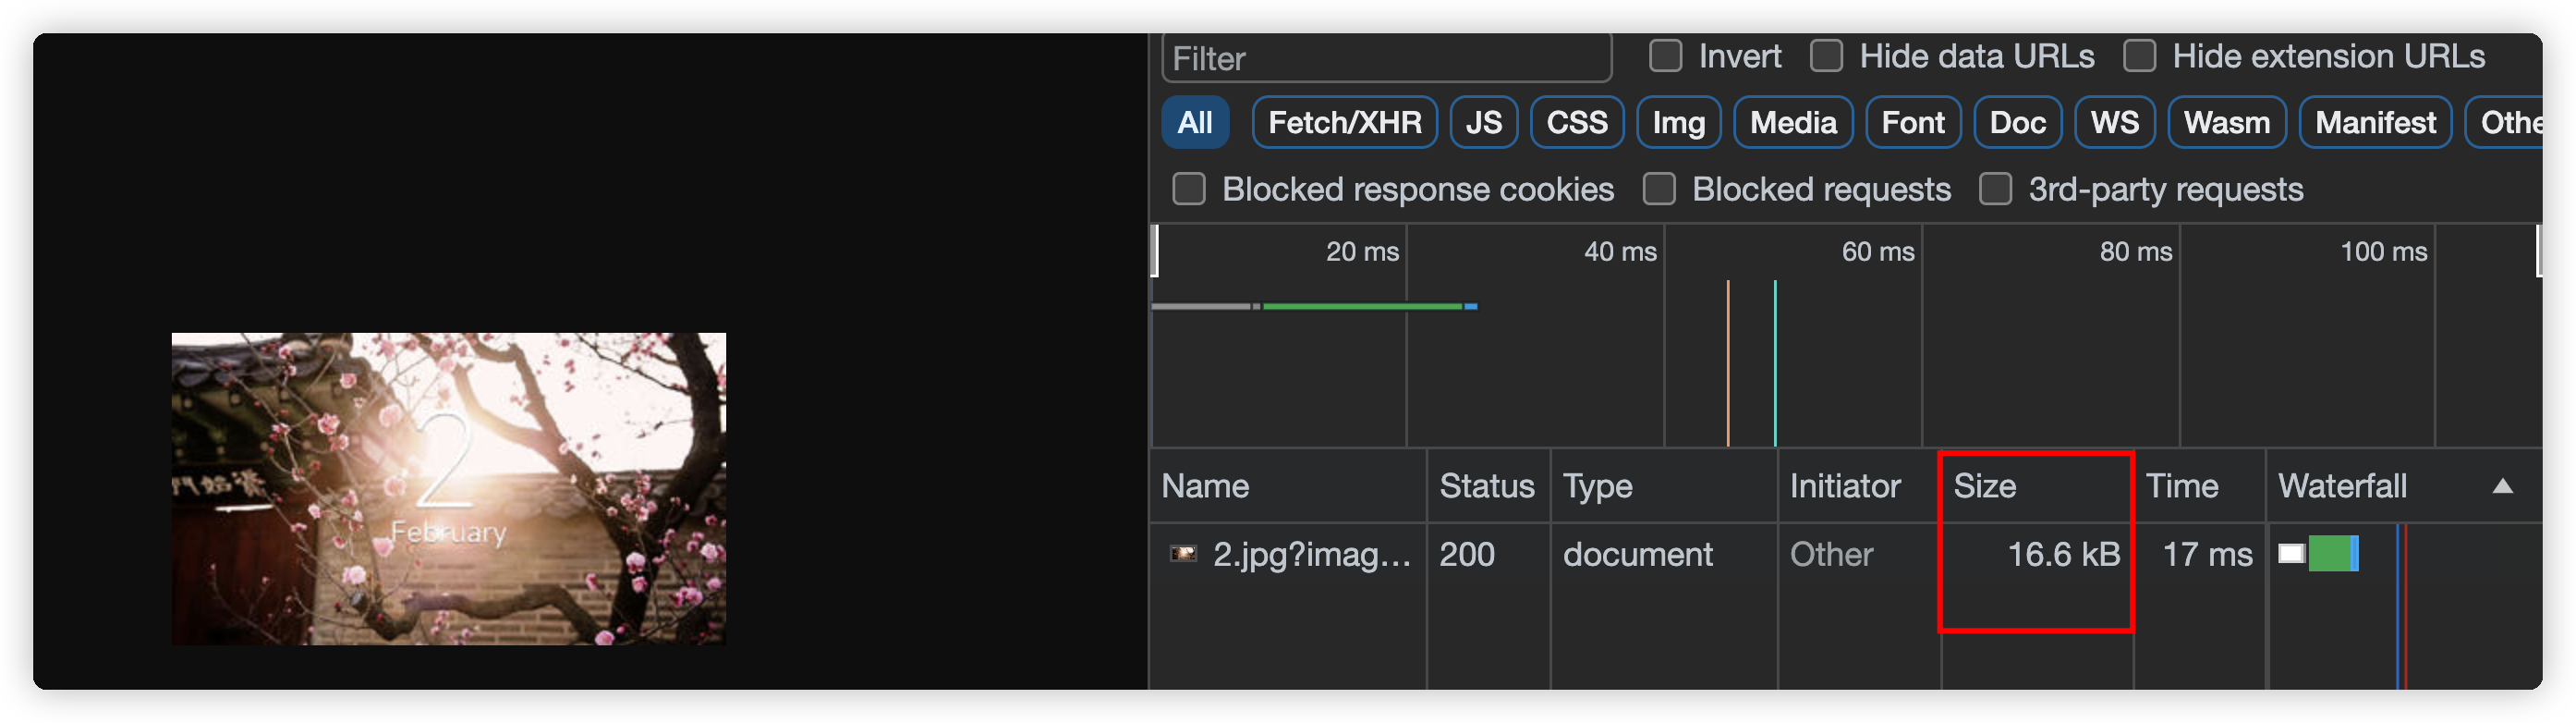 Filter
Invert
Hide data URLs
Hide extension URLs
All
Fetch/XHR
JS
CSS
Img
Media
Font
Doc
WS
Wasm
Manifest
Othe
Blocked response cookies
Blocked requests
3rd-party requests
20 ms
40 ms
60 ms
80 ms
100 ms
2
February
Name Status Type Initiator Size Time Waterfall
2.jpg?imag... 200 document Other 16.6 kB 17 ms